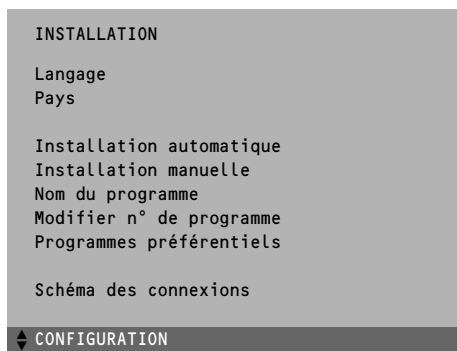 INSTALLATION
Langage
Pays
Installation automatique
Installation manuelle
Nom du programme
Modifier n° de programme
Programmes préférentiels
Schéma des connexions
CONFIGURATION